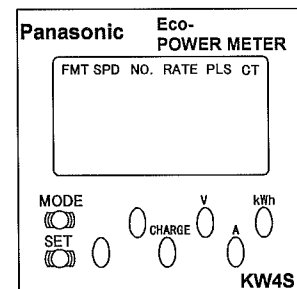 Panasonic Eco-
POWER METER
FMT SPD NO. RATE PLS CT
MODE V kWh
CHARGE
SET A
KW4S